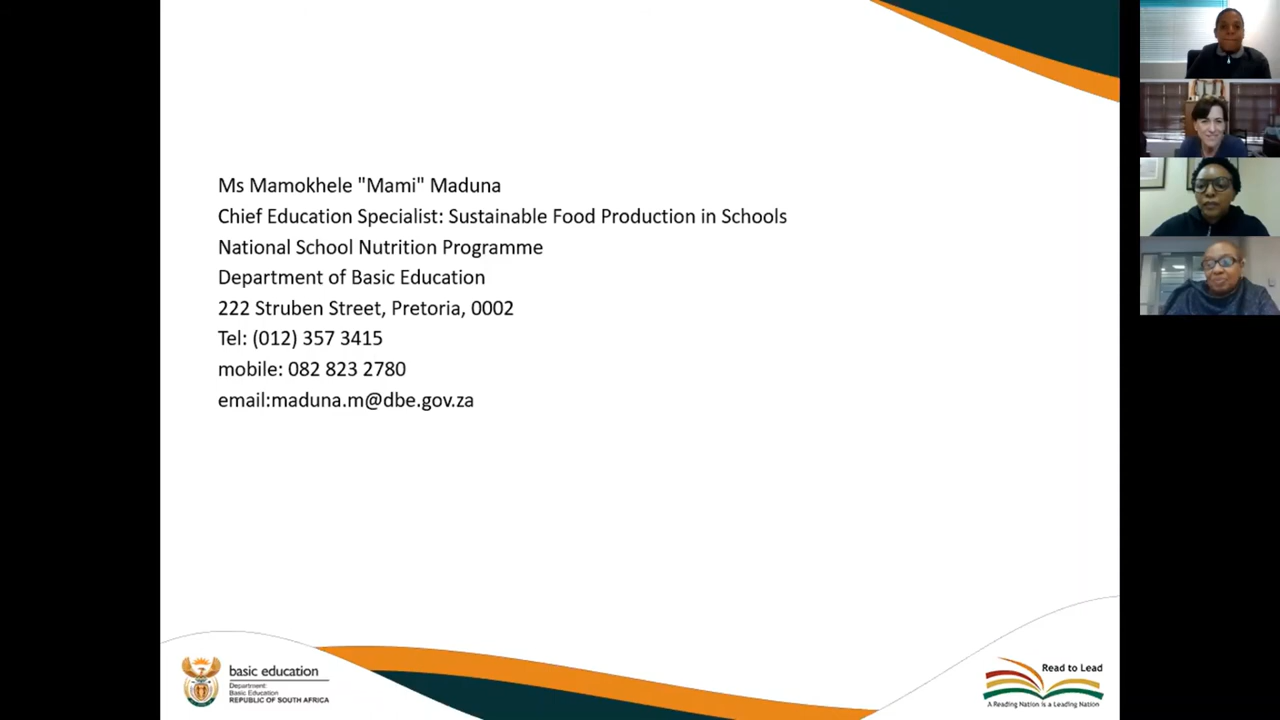 Ms Mamokhele "Mami" Maduna
Chief Education Specialist: Sustainable Food Production in Schools
National School Nutrition Programme
Department of Basic Education
222 Struben Street, Pretoria, 0002
Tel: (012) 357 3415
mobile: 082 823 2780
email:maduna.m@dbe.gov.za
basic education
Department:
Basic Education
REPUBLIC OF SOUTH AFRICA
Read to Lead
A Reading Nation is a Leading Nation